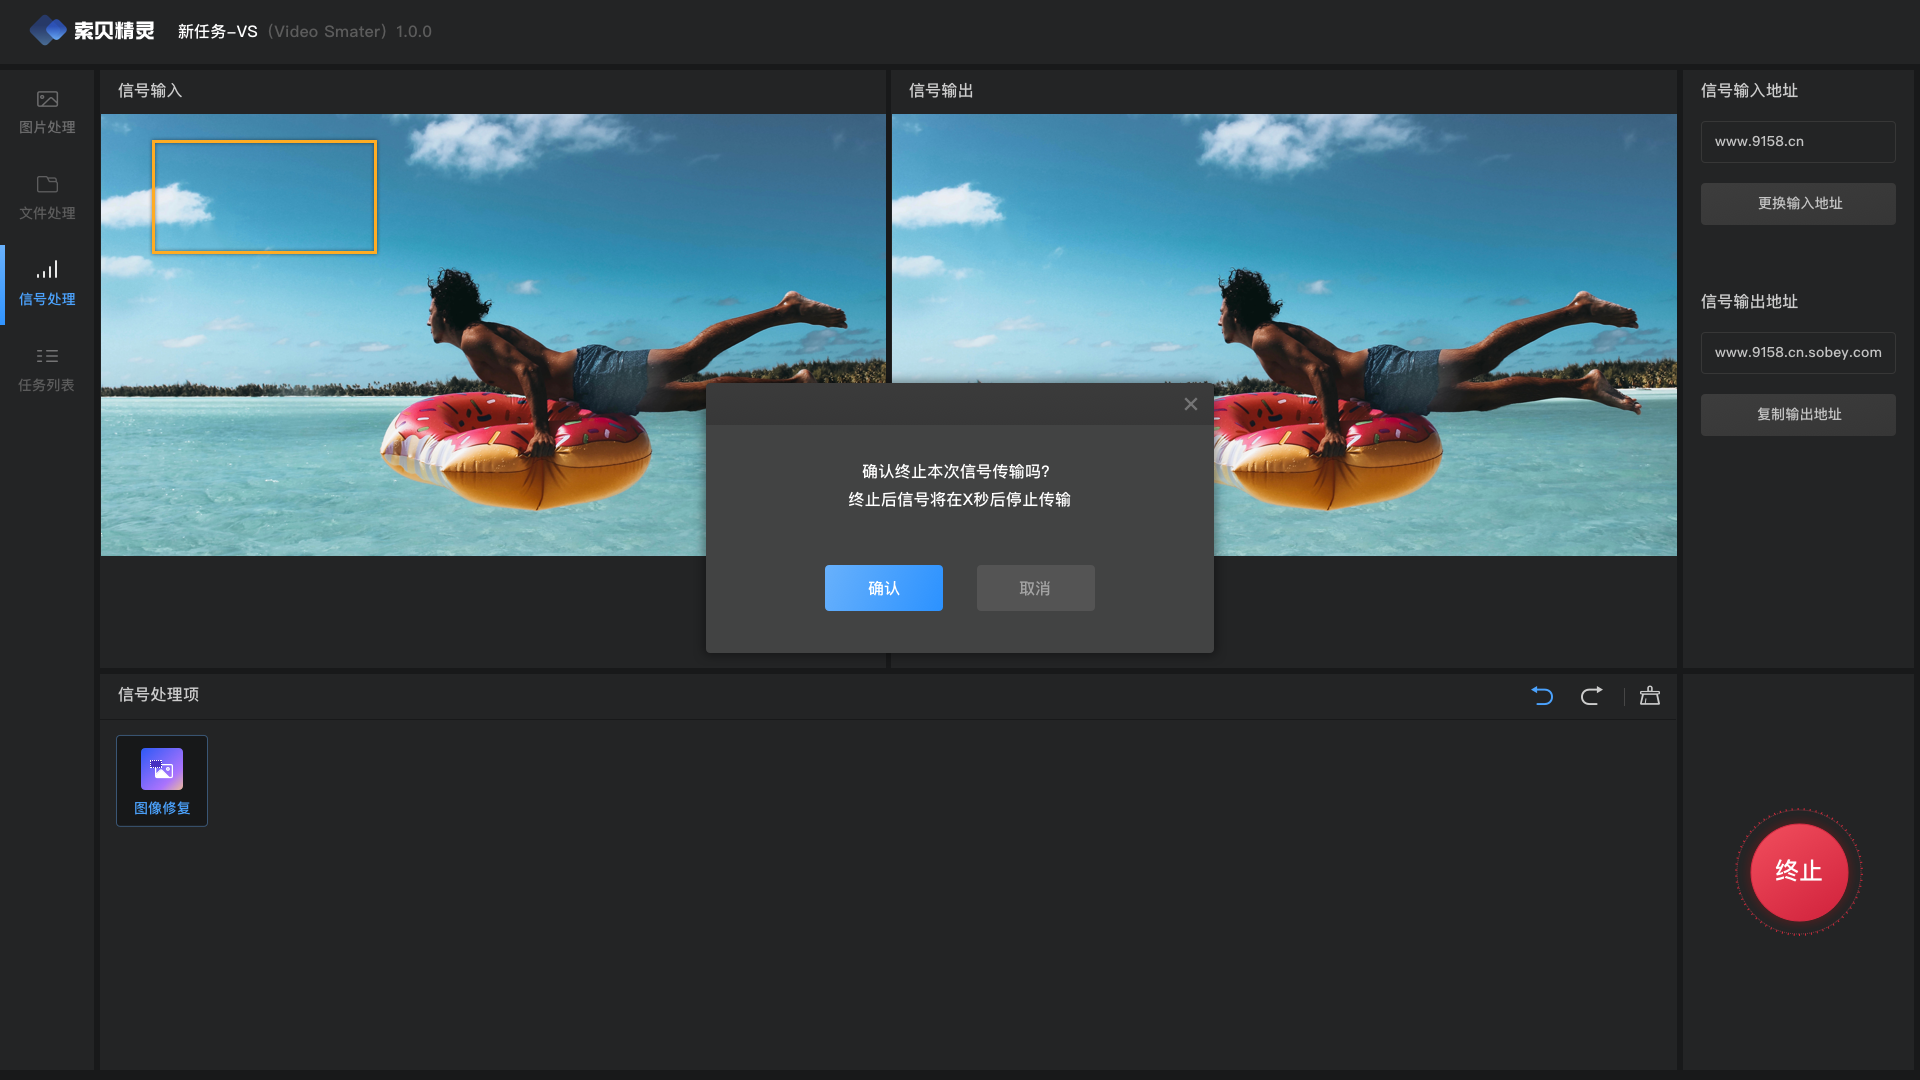 索贝精灵 新任务-VS (Video Smater) 1.0.0
图片处理
文件处理
信号处理
任务列表
信号输入
信号输出
信号输入地址
www.9158.cn
更换输入地址
信号输出地址
www.9158.cn.sobey.com
复制输出地址
确认终止本次信号传输吗?
终止后信号将在X秒后停止传输
确认
取消
信号处理项
图像修复
终止